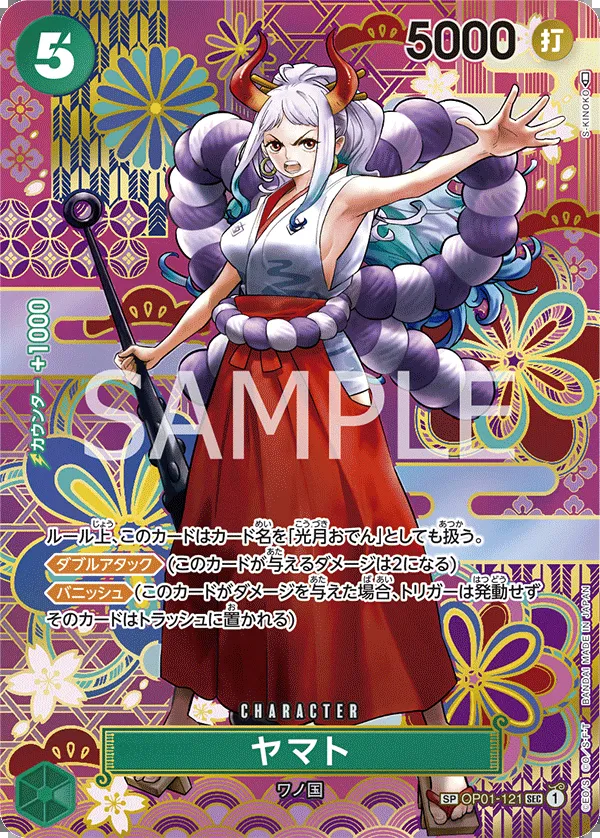 5
5000
打
S-KINOKO
カウンター +1000
SAMPLE
ルール上、このカードはカード名を「光月おでん」としても扱う。
ダブルアタック (このカードが与えるダメージは2になる)
バニッシュ (このカードがダメージを与えた場合、トリガーは発動せず
そのカードはトラッシュに置かれる)
CHARACTER
ヤマト
ワノ国
SP OP01-121 SEC 1
BANDAI MADE IN JAPAN